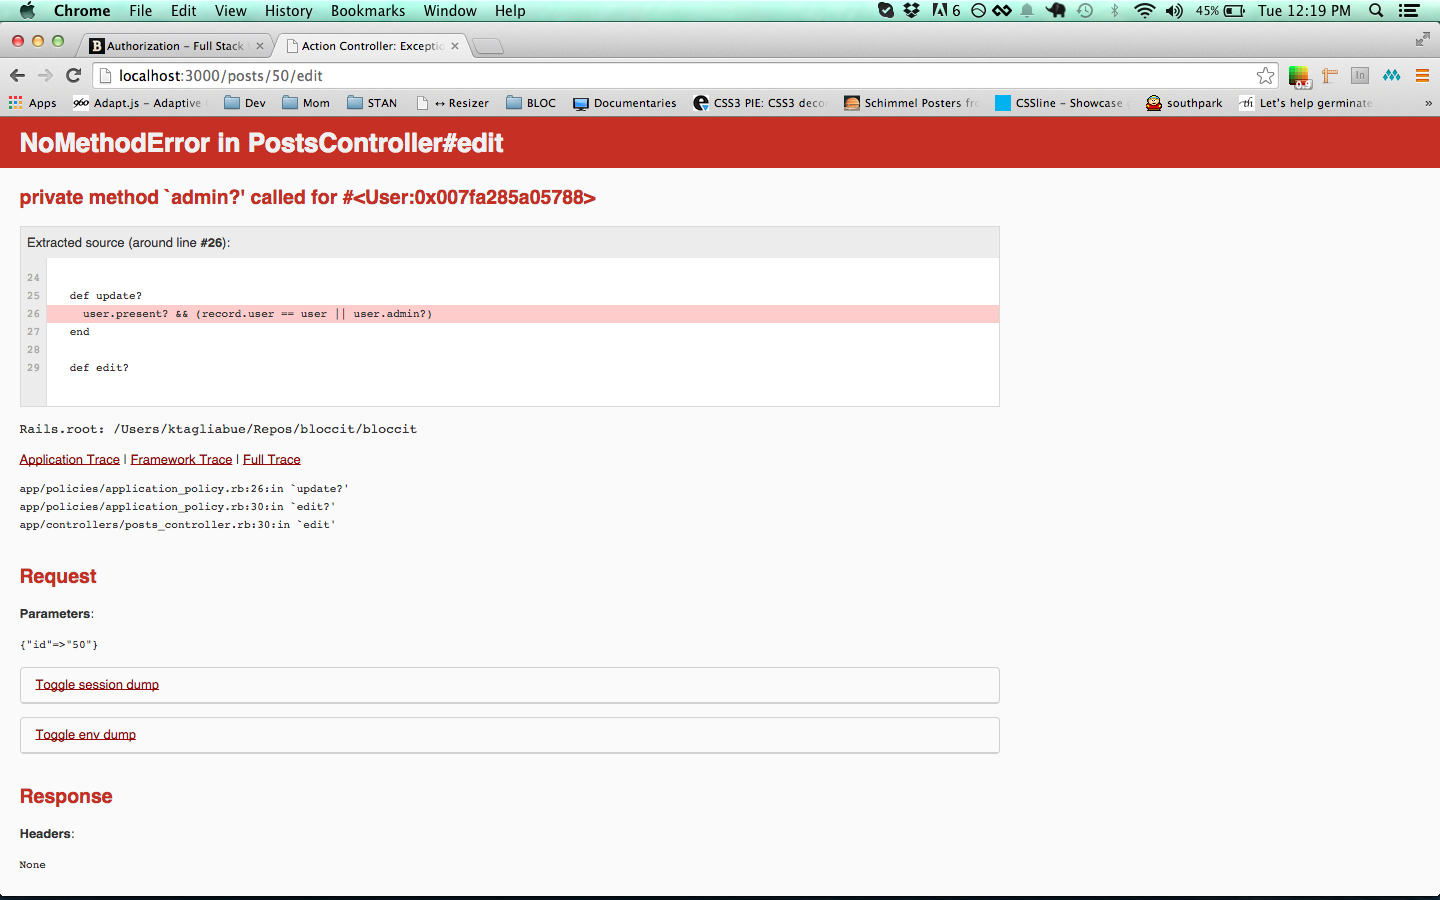 Chrome File Edit View History Bookmarks Window Help 6 45% Tue 12:19 PM
B Authorization – Full Stack × Action Controller: Exceptio ×
localhost:3000/posts/50/edit
Apps 960 Adapt.js – Adaptive Dev Mom STAN ↔ Resizer BLOC Documentaries CSS3 PIE: CSS3 deco Schimmel Posters fr CSSline – Showcase southpark th Let's help germinate »
NoMethodError in PostsController#edit
private method `admin?' called for #<User:0x007fa285a05788>
Extracted source (around line #26):
24
25 def update?
26 user.present? && (record.user == user || user.admin?)
27 end
28
29 def edit?
Rails.root: /Users/ktagliabue/Repos/bloccit/bloccit
Application Trace | Framework Trace | Full Trace
app/policies/application_policy.rb:26:in `update?'
app/policies/application_policy.rb:30:in `edit?'
app/controllers/posts_controller.rb:30:in `edit'
Request
Parameters:
{"id"=>"50"}
Toggle session dump
Toggle env dump
Response
Headers:
None